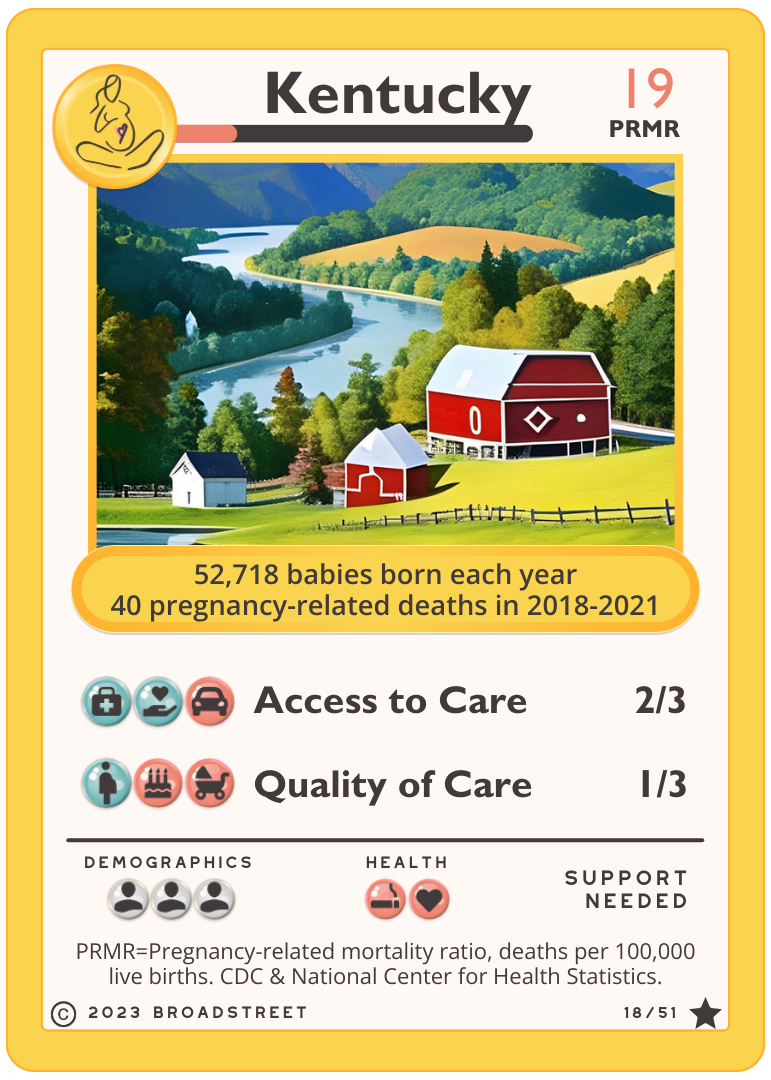 Kentucky
19
PRMR
52,718 babies born each year
40 pregnancy-related deaths in 2018-2021
Access to Care 2/3
Quality of Care 1/3
DEMOGRAPHICS
HEALTH
SUPPORT
NEEDED
PRMR=Pregnancy-related mortality ratio, deaths per 100,000
live births. CDC & National Center for Health Statistics.
© 2023 BROADSTREET 18/51